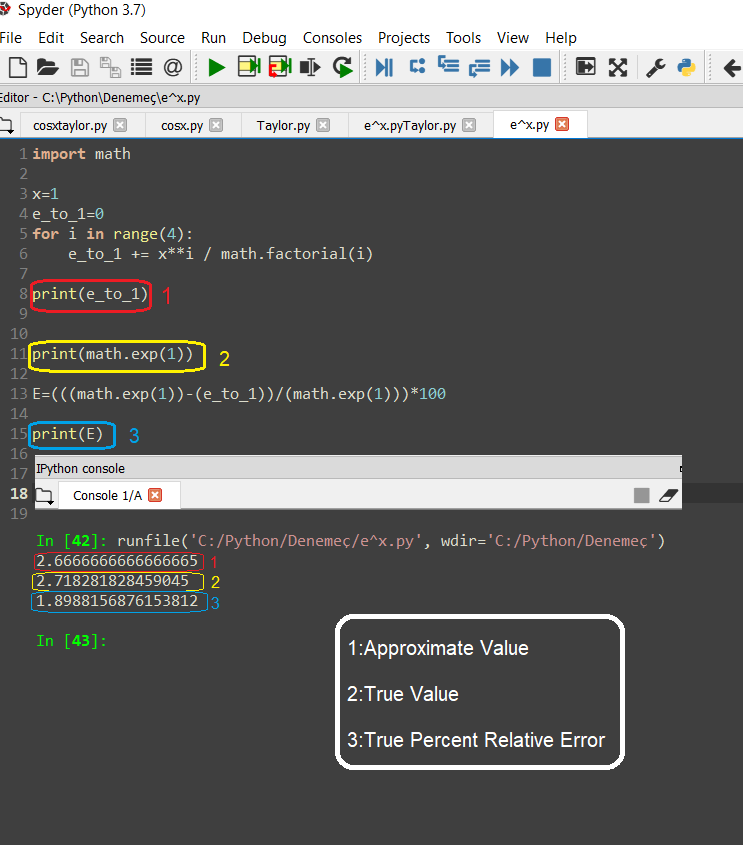 Spyder (Python 3.7)
File Edit Search Source Run Debug Consoles Projects Tools View Help
Editor - C:\Python\Denemeç\e^x.py
cosxtaylor.py cosx.py Taylor.py e^x.pyTaylor.py e^x.py
1 import math
2
3 x=1
4 e_to_1=0
5 for i in range(4):
6 e_to_1 += x**i / math.factorial(i)
7
8 print(e_to_1) 1
9
10
11 print(math.exp(1)) 2
12
13 E=(((math.exp(1))-(e_to_1))/(math.exp(1)))*100
14
15 print(E) 3
16
IPython console
17
Console 1/A
18
19
In [42]: runfile('C:/Python/Denemeç/e^x.py', wdir='C:/Python/Denemeç')
2.6666666666666665 1
2.718281828459045 2
1.8988156876153812 3
In [43]:
1:Approximate Value
2:True Value
3:True Percent Relative Error